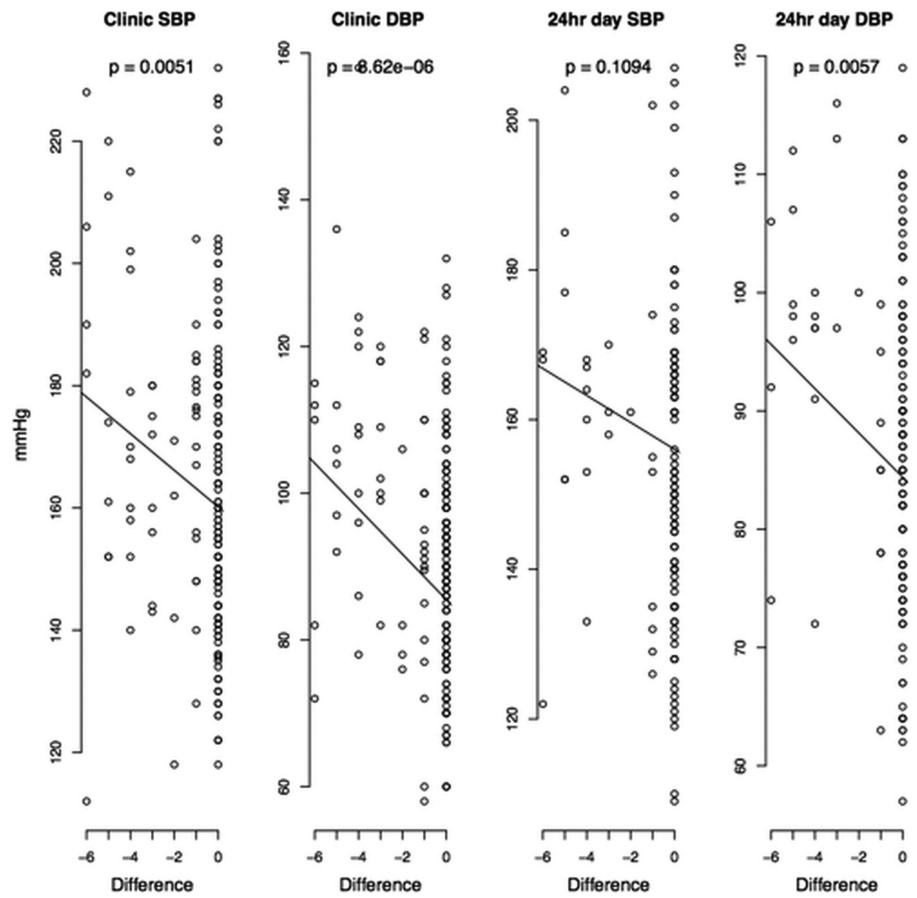 Clinic SBP
p = 0.0051
mmHg
220
200
180
160
140
120
−6 −4 −2 0
Difference
Clinic DBP
p = 8.62e−06
160
140
120
100
80
60
−6 −4 −2 0
Difference
24hr day SBP
p = 0.1094
200
180
160
140
120
−6 −4 −2 0
Difference
24hr day DBP
p = 0.0057
120
110
100
90
80
70
60
−6 −4 −2 0
Difference